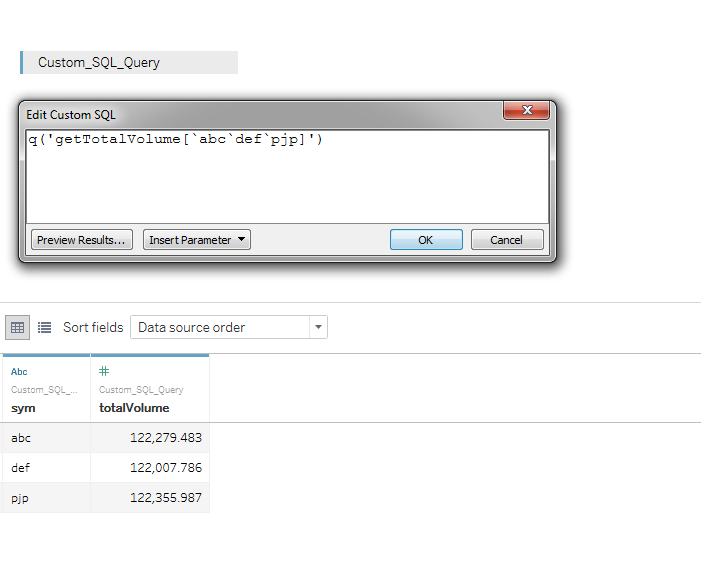 Custom_SQL_Query
Edit Custom SQL
q('getTotalVolume[`abc`def`pjp]')
Preview Results... Insert Parameter OK Cancel
Sort fields Data source order
Abc #
Custom_SQL_... Custom_SQL_Query
sym totalVolume
abc 122,279.483
def 122,007.786
pjp 122,355.987